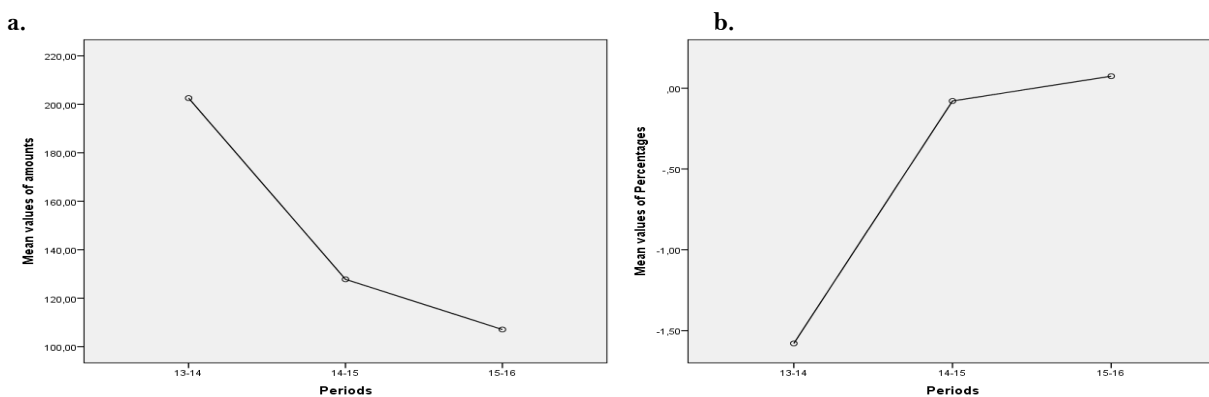 a.
Mean values of amounts
220,00
200,00
180,00
160,00
140,00
120,00
100,00
13-14
14-15
15-16
Periods
b.
Mean values of Percentages
,00
-,50
-1,00
-1,50
13-14
14-15
15-16
Periods